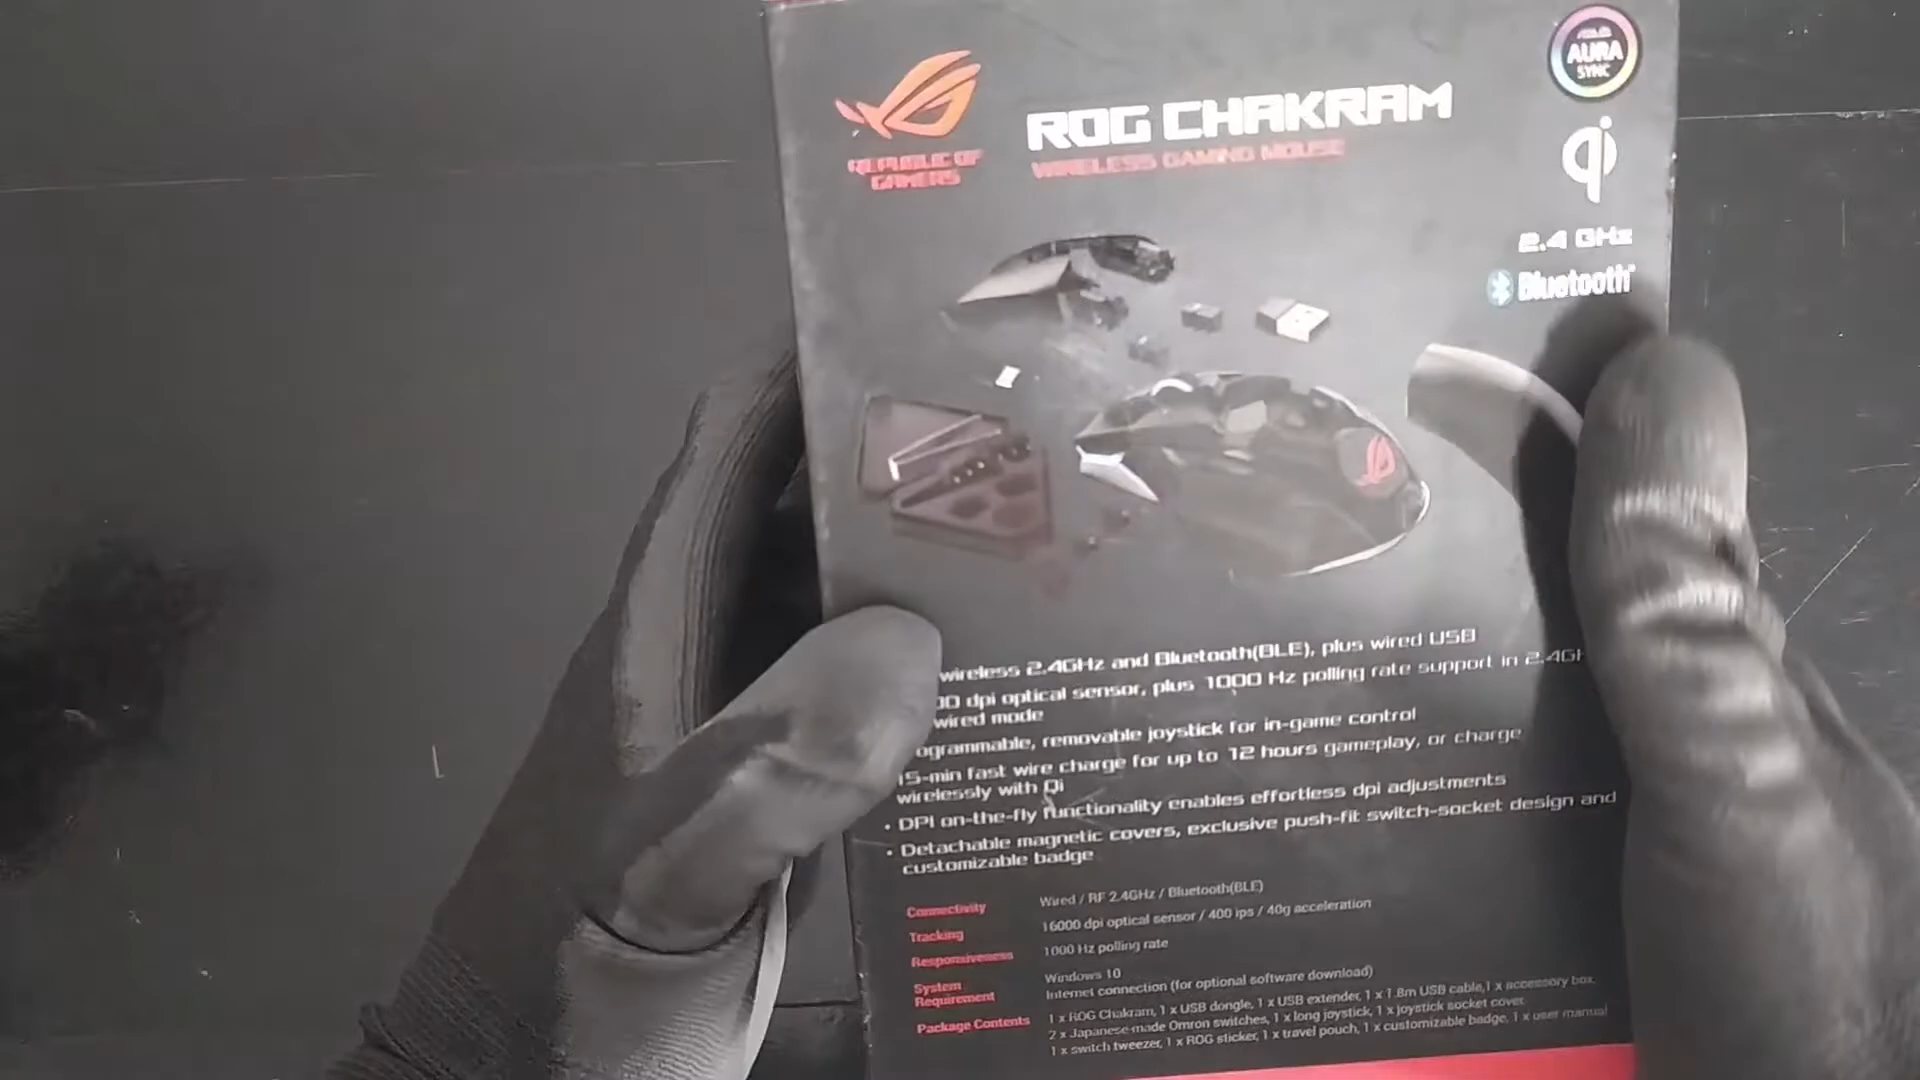 ASUS
AURA
SYNC
REPUBLIC OF
GAMERS
ROG CHAKRAM
WIRELESS GAMING MOUSE
qi
2.4 GHz
Bluetooth
wireless 2.4GHz and Bluetooth(BLE), plus wired USB
dpi optical sensor, plus 1000 Hz polling rate support in
wired mode
removable joystick for in-game control
15-min fast wire charge for up to 12 hours gameplay, or charge
wirelessly with Qi
• DPI on-the-fly functionality enables effortless dpi adjustments
• Detachable magnetic covers, exclusive push-fit switch-socket design and
customizable badge
Connectivity Wired / RF 2.4GHz / Bluetooth(BLE)
Tracking 16000 dpi optical sensor / 400 ips / 40g acceleration
Responsiveness 1000 Hz polling rate
System Windows 10
Requirement Internet connection (for optional software download)
Package Contents 1 x ROG Chakram, 1 x USB dongle, 1 x USB extender, 1 x 1.8m USB cable,1 x accessory box,
2 x Japanese-made Omron switches, 1 x long joystick, 1 x joystick socket cover
1 x switch tweezer, 1 x ROG sticker, 1 x travel pouch, 1 x customizable badge, 1 x user manual